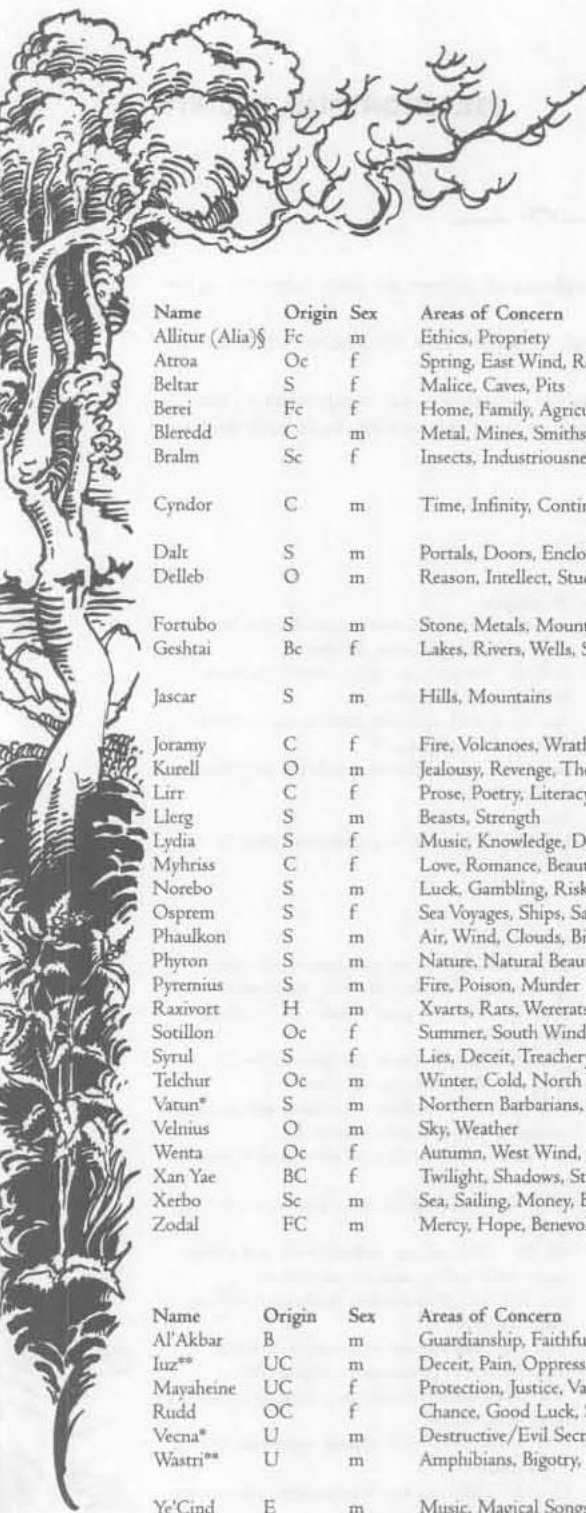 Name Origin Sex Areas of Concern
Allitur (Alia)§ Fc m Ethics, Propriety
Atroa Oc f Spring, East Wind,
Beltar S f Malice, Caves, Pits
Berei Fc f Home, Family,
Bleredd C m Metal, Mines, Smiths
Bralm Sc f Insects,
Cyndor C m Time, Infinity,
Dalt S m Portals, Doors,
Delleb O m Reason, Intellect,
Fortubo S m Stone, Metals,
Geshtai Bc f Lakes, Rivers, Wells,
Jascar S m Hills, Mountains
Joramy C f Fire, Volcanoes, Wrath
Kurell O m Jealousy, Revenge,
Lirr C f Prose, Poetry, Literacy
Llerg S m Beasts, Strength
Lydia S f Music, Knowledge,
Myhriss C f Love, Romance,
Norebo S m Luck, Gambling, Risk
Osprem S f Sea Voyages, Ships,
Phaulkon S m Air, Wind, Clouds,
Phyton S m Nature, Natural
Pyremius S m Fire, Poison, Murder
Raxivort H m Xvarts, Rats, Wererats
Sotillon Oc f Summer, South Wind
Syrul S f Lies, Deceit, Treachery
Telchur Oc m Winter, Cold, North
Vatun* S m Northern Barbarians,
Velnius O m Sky, Weather
Wenta Oc f Autumn, West Wind,
Xan Yae BC f Twilight, Shadows,
Xerbo Sc m Sea, Sailing, Money,
Zodal FC m Mercy, Hope,
Name Origin Sex Areas of Concern
Al'Akbar B m Guardianship,
Iuz** UC m Deceit, Pain,
Mayaheine UC f Protection, Justice,
Rudd OC f Chance, Good Luck,
Vecna* U m Destructive/Evil
Wastri** U m Amphibians, Bigotry,
Ye'Cind E m Music, Magical Songs